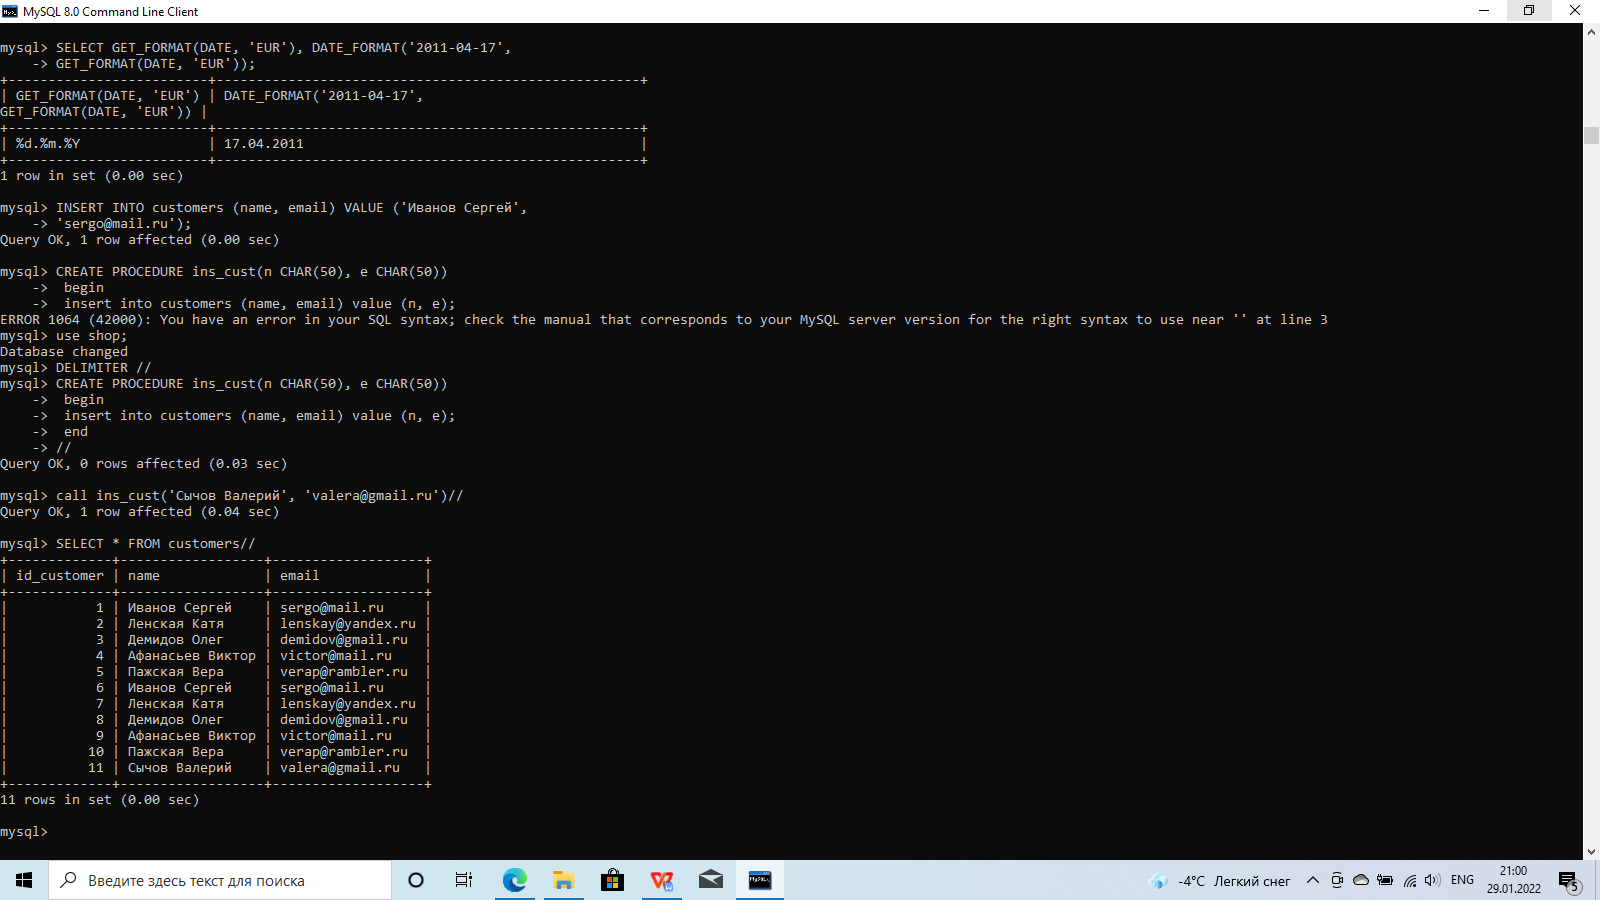 MySQL 8.0 Command Line Client
mysql> SELECT GET_FORMAT(DATE, 'EUR'), DATE_FORMAT('2011-04-17',
    -> GET_FORMAT(DATE, 'EUR'));
+-------------------------+-----------------------------------------------------+
| GET_FORMAT(DATE, 'EUR') | DATE_FORMAT('2011-04-17',
GET_FORMAT(DATE, 'EUR')) |
+-------------------------+-----------------------------------------------------+
| %d.%m.%Y                | 17.04.2011                                          |
+-------------------------+-----------------------------------------------------+
1 row in set (0.00 sec)
mysql> INSERT INTO customers (name, email) VALUE ('Иванов Сергей',
    -> 'sergo@mail.ru');
Query OK, 1 row affected (0.00 sec)
mysql> CREATE PROCEDURE ins_cust(n CHAR(50), e CHAR(50))
    ->  begin
    ->  insert into customers (name, email) value (n, e);
ERROR 1064 (42000): You have an error in your SQL syntax; check the manual that corresponds to your MySQL server version for the right syntax to use near '' at line 3
mysql> use shop;
Database changed
mysql> DELIMITER //
mysql> CREATE PROCEDURE ins_cust(n CHAR(50), e CHAR(50))
    ->  begin
    ->  insert into customers (name, email) value (n, e);
    ->  end
    -> //
Query OK, 0 rows affected (0.03 sec)
mysql> call ins_cust('Сычов Валерий', 'valera@gmail.ru')//
Query OK, 1 row affected (0.04 sec)
mysql> SELECT * FROM customers//
+-------------+------------------+-------------------+
| id_customer | name             | email             |
+-------------+------------------+-------------------+
|           1 | Иванов Сергей    | sergo@mail.ru     |
|           2 | Ленская Катя     | lenskay@yandex.ru |
|           3 | Демидов Олег     | demidov@gmail.ru  |
|           4 | Афанасьев Виктор | victor@mail.ru    |
|           5 | Пажская Вера     | verap@rambler.ru  |
|           6 | Иванов Сергей    | sergo@mail.ru     |
|           7 | Ленская Катя     | lenskay@yandex.ru |
|           8 | Демидов Олег     | demidov@gmail.ru  |
|           9 | Афанасьев Виктор | victor@mail.ru    |
|          10 | Пажская Вера     | verap@rambler.ru  |
|          11 | Сычов Валерий    | valera@gmail.ru   |
+-------------+------------------+-------------------+
11 rows in set (0.00 sec)
mysql>
Введите здесь текст для поиска
-4°C Легкий снег
ENG
21:00
29.01.2022
5